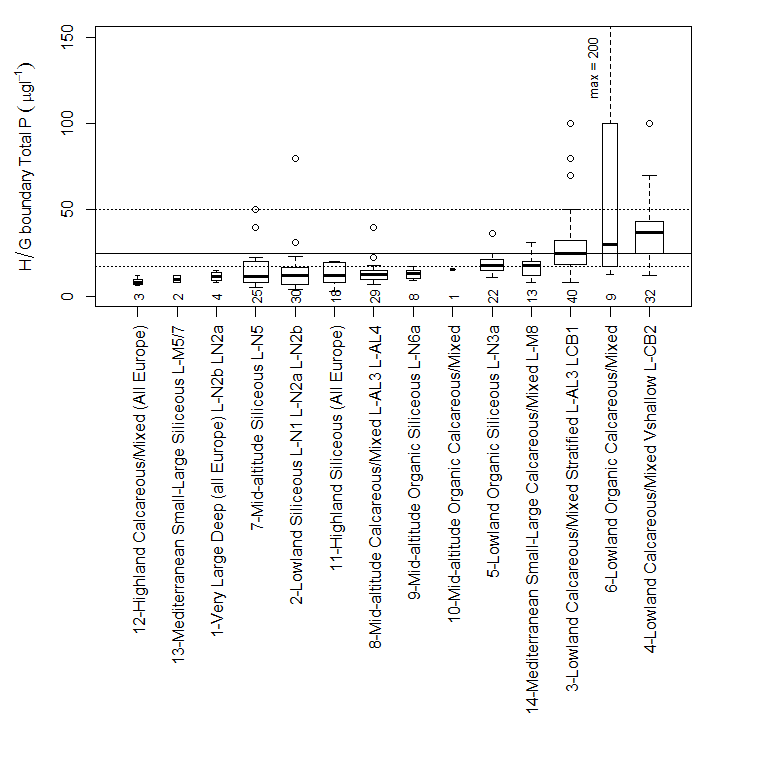 H/G boundary Total P ( µgl⁻¹)
150
100
50
0
max = 200
3
2
4
25
30
18
29
8
1
22
13
40
9
32
12-Highland Calcareous/Mixed (All Europe)
13-Mediterranean Small-Large Siliceous L-M5/7
1-Very Large Deep (all Europe) L-N2b LN2a
7-Mid-altitude Siliceous L-N5
2-Lowland Siliceous L-N1 L-N2a L-N2b
11-Highland Siliceous (All Europe)
8-Mid-altitude Calcareous/Mixed L-AL3 L-AL4
9-Mid-altitude Organic Siliceous L-N6a
10-Mid-altitude Organic Calcareous/Mixed
5-Lowland Organic Siliceous L-N3a
14-Mediterranean Small-Large Calcareous/Mixed L-M8
3-Lowland Calcareous/Mixed Stratified L-AL3 LCB1
6-Lowland Organic Calcareous/Mixed
4-Lowland Calcareous/Mixed Vshallow L-CB2